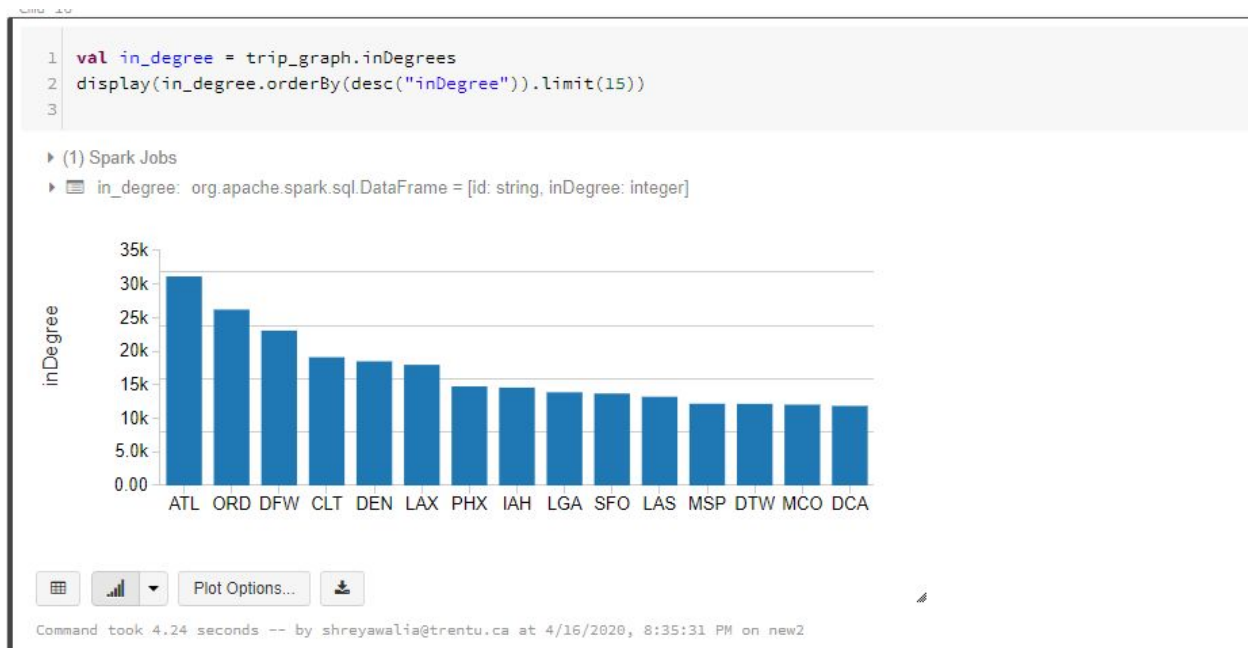 1 val in_degree = trip_graph.inDegrees
2 display(in_degree.orderBy(desc("inDegree")).limit(15))
3
(1) Spark Jobs
in_degree: org.apache.spark.sql.DataFrame = [id: string, inDegree: integer]
inDegree
35k
30k
25k
20k
15k
10k
5.0k
0.00
ATL ORD DFW CLT DEN LAX PHX IAH LGA SFO LAS MSP DTW MCO DCA
Plot Options...
Command took 4.24 seconds -- by shreyawalia@trentu.ca at 4/16/2020, 8:35:31 PM on new2